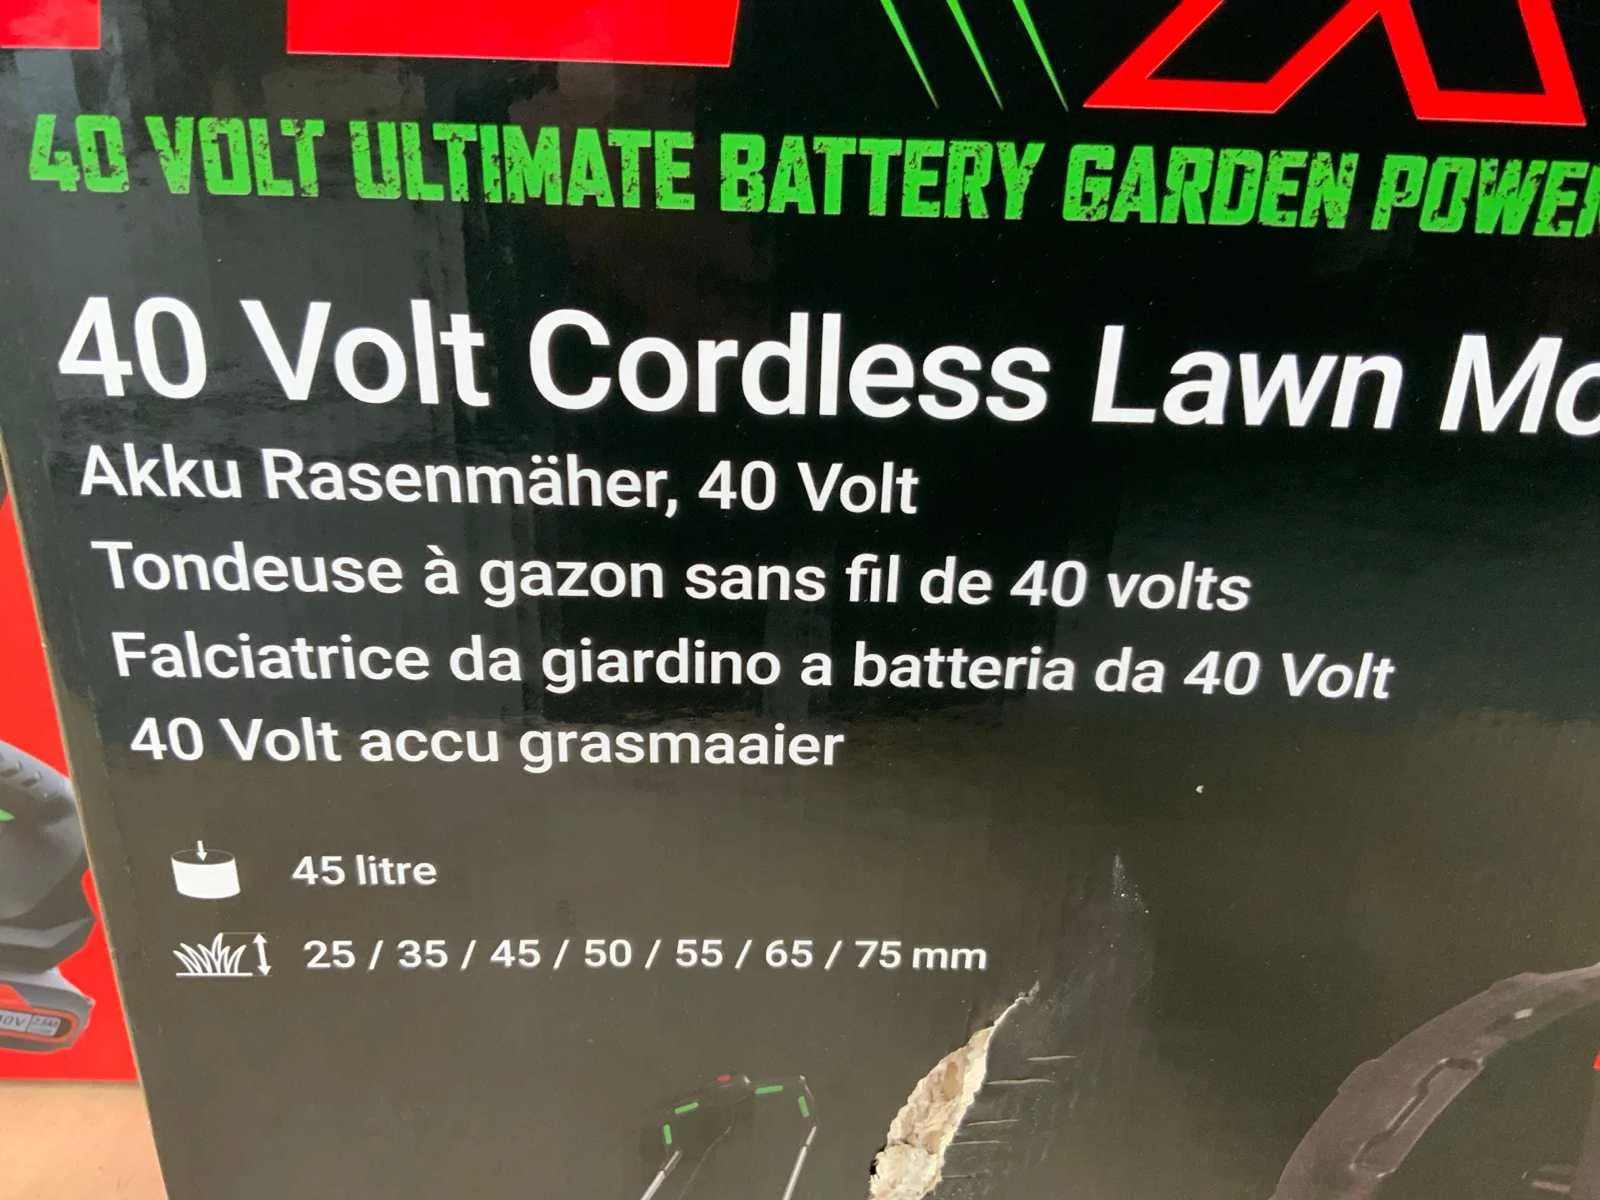 40 VOLT ULTIMATE BATTERY GARDEN POWER
40 Volt Cordless Lawn Mo
Akku Rasenmäher, 40 Volt
Tondeuse à gazon sans fil de 40 volts
Falciatrice da giardino a batteria da 40 Volt
40 Volt accu grasmaaier
45 litre
25 / 35 / 45 / 50 / 55 / 65 / 75 mm